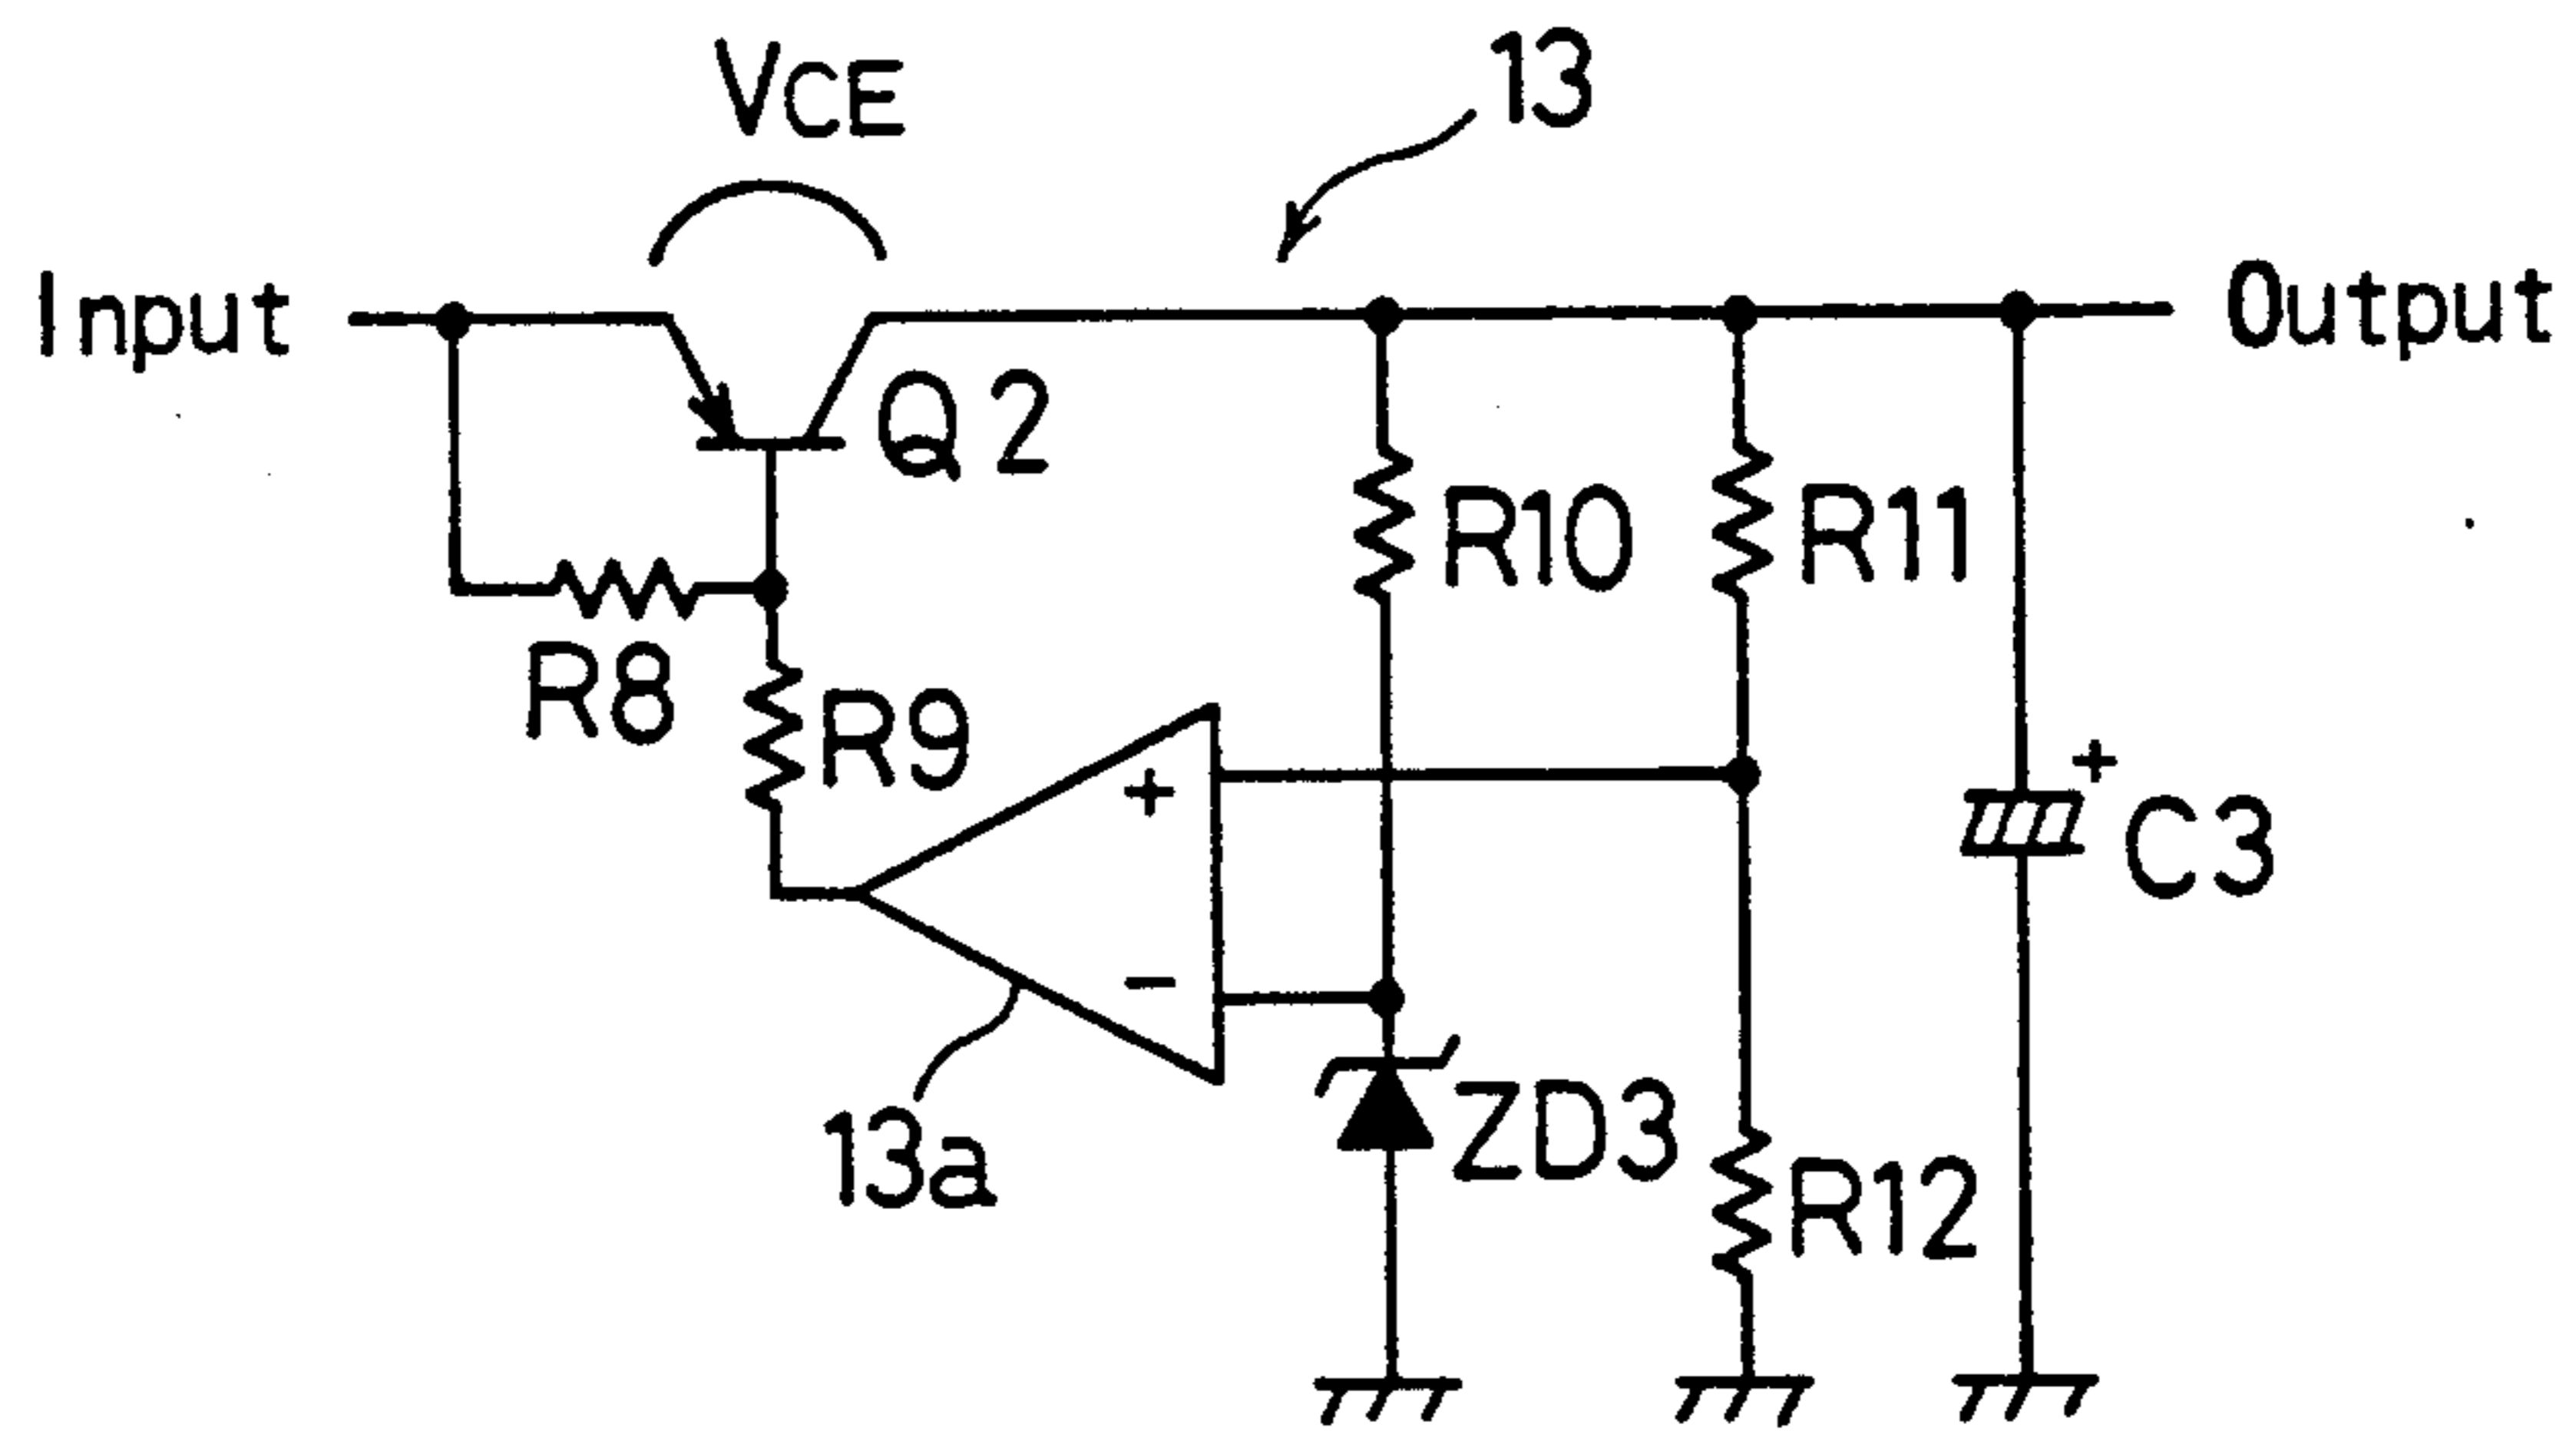 VCE
13
Input
Output
Q2
R10
R11
R8
R9
+
+
C3
-
ZD3
13a
R12